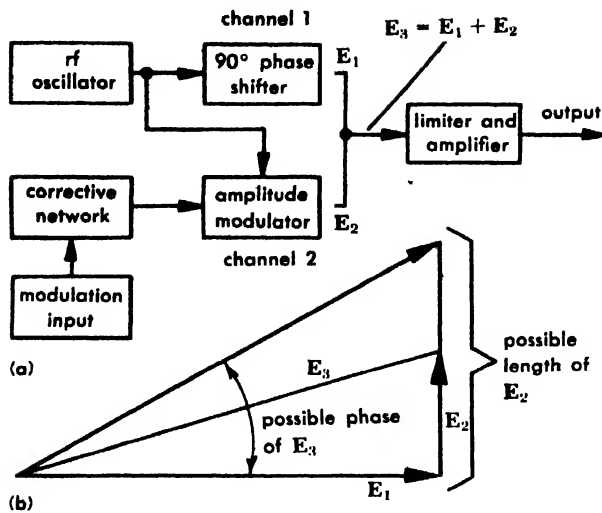 channel 1
rf
oscillator
90° phase
shifter
E₁
E₃ = E₁ + E₂
limiter and
amplifier
output
corrective
network
amplitude
modulator
E₂
channel 2
modulation
input
(a)
E₃
possible phase
of E₃
E₂
possible
length of
E₂
E₁
(b)